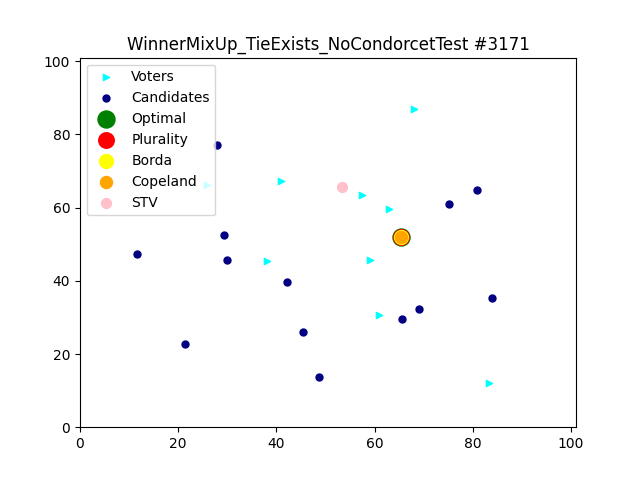 WinnerMixUp_TieExists_NoCondorcetTest #3171
100
80
60
40
20
0
Voters
Candidates
Optimal
Plurality
Borda
Copeland
STV
0 20 40 60 80 100